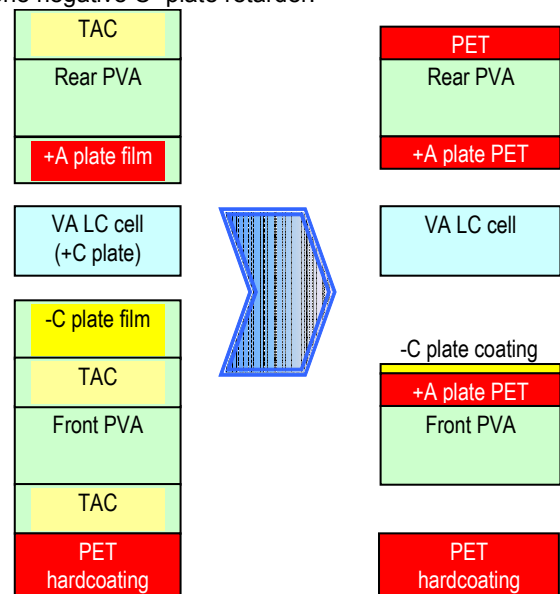 TAC
Rear PVA
+A plate film
VA LC cell
(+C plate)
-C plate film
TAC
Front PVA
TAC
PET
hardcoating
PET
Rear PVA
+A plate PET
VA LC cell
-C plate coating
+A plate PET
Front PVA
PET
hardcoating